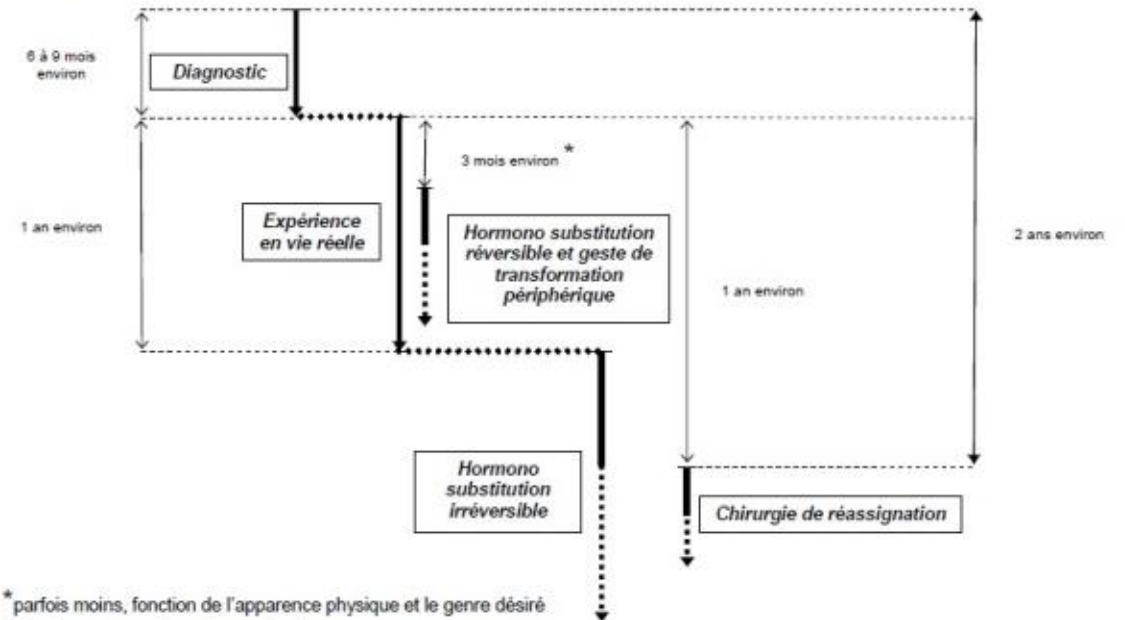 6 à 9 mois
environ
Diagnostic
3 mois environ *
1 an environ
Expérience
en vie réelle
Hormono substitution
réversible et geste de
transformation
périphérique
1 an environ
2 ans environ
Hormono
substitution
irréversible
Chirurgie de réassignation
*parfois moins, fonction de l'apparence physique et le genre désiré